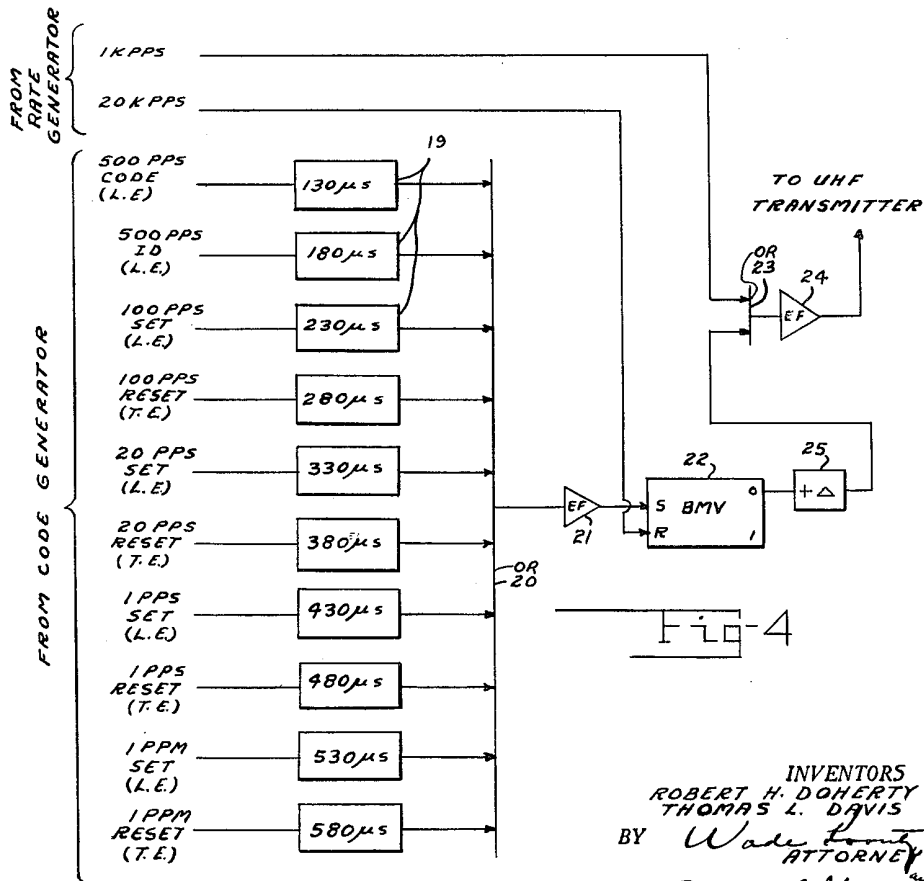 FROM
RATE
GENERATOR
1K PPS
20K PPS
FROM CODE GENERATOR
500 PPS
CODE
(L.E)
130μs
19
500 PPS
ID
(L.E.)
180μs
100 PPS
SET
(L.E.)
230μs
100 PPS
RESET
(T.E.)
280μs
20 PPS
SET
(L.E)
330μs
20 PPS
RESET
(T.E.)
380μs
1 PPS
SET
(L.E.)
430μs
1 PPS
RESET
(T.E.)
480μs
1 PPM
SET
(L.E.)
530μs
1 PPM
RESET
(T.E.)
580μs
OR
20
EF
21
22
S BMV 0
R 1
25
+ Δ
OR
23
EF
24
TO UHF
TRANSMITTER
Fig-4
INVENTORS
ROBERT H. DOHERTY
THOMAS L. DAVIS
BY Wade
ATTORNEY